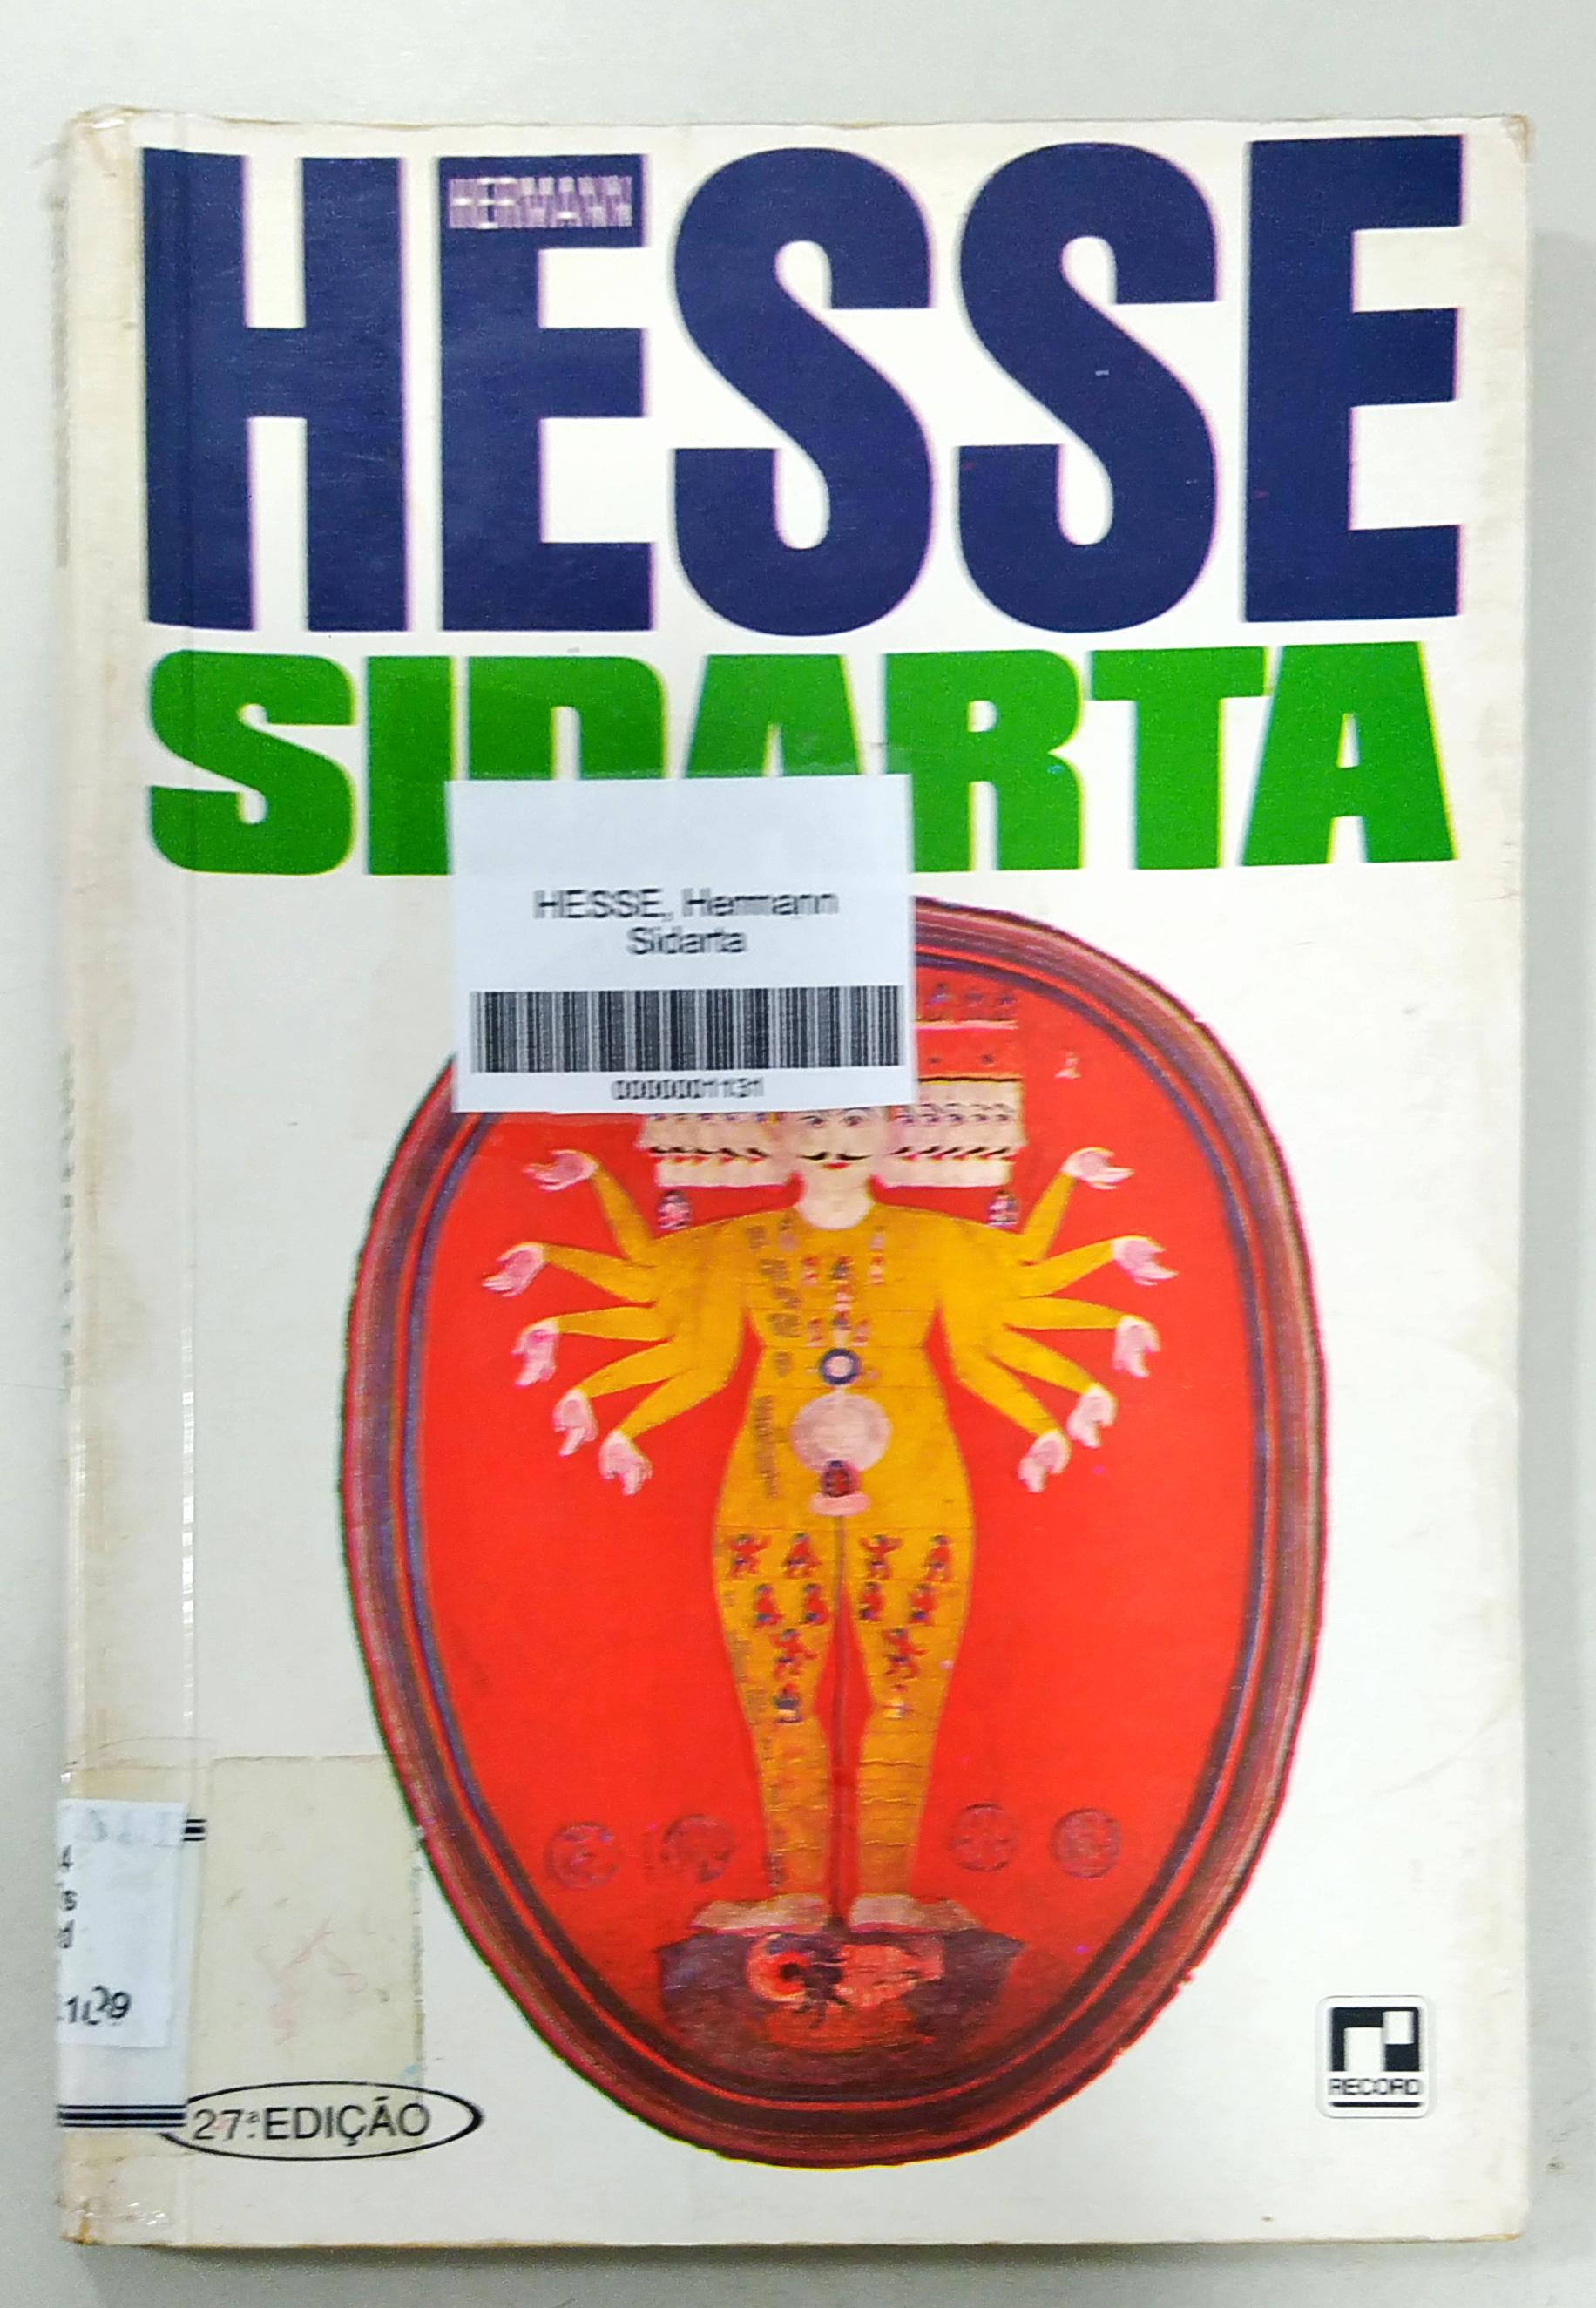 HERMANN
HESSE
SIDARTA
HESSE, Hermann
Sidarta
0000001131
27ª EDIÇÃO
RECORD